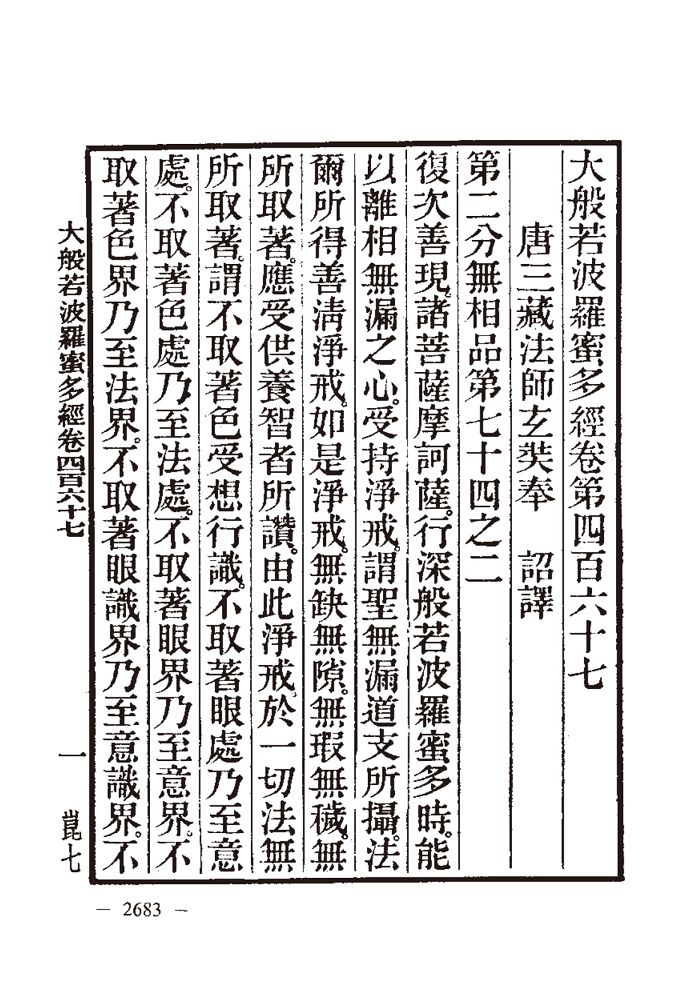 大般若波羅蜜多經卷第四百六十七
唐三藏法師玄奘奉　詔譯
第二分無相品第七十四之二
復次善現。諸菩薩摩訶薩。行深般若波羅蜜多時。能
以離相無漏之心。受持淨戒。謂聖無漏道支所攝。法
爾所得善清淨戒。如是淨戒。無缺無隙。無瑕無穢。無
所取著。應受供養智者所讚。由此淨戒。於一切法無
所取著。謂不取著色受想行識。不取著眼處乃至意
處。不取著色處乃至法處。不取著眼界乃至意界。不
取著色界乃至法界。不取著眼識界乃至意識界。不
大般若波羅蜜多經卷四百六十七
一
崑七
— 2683 —